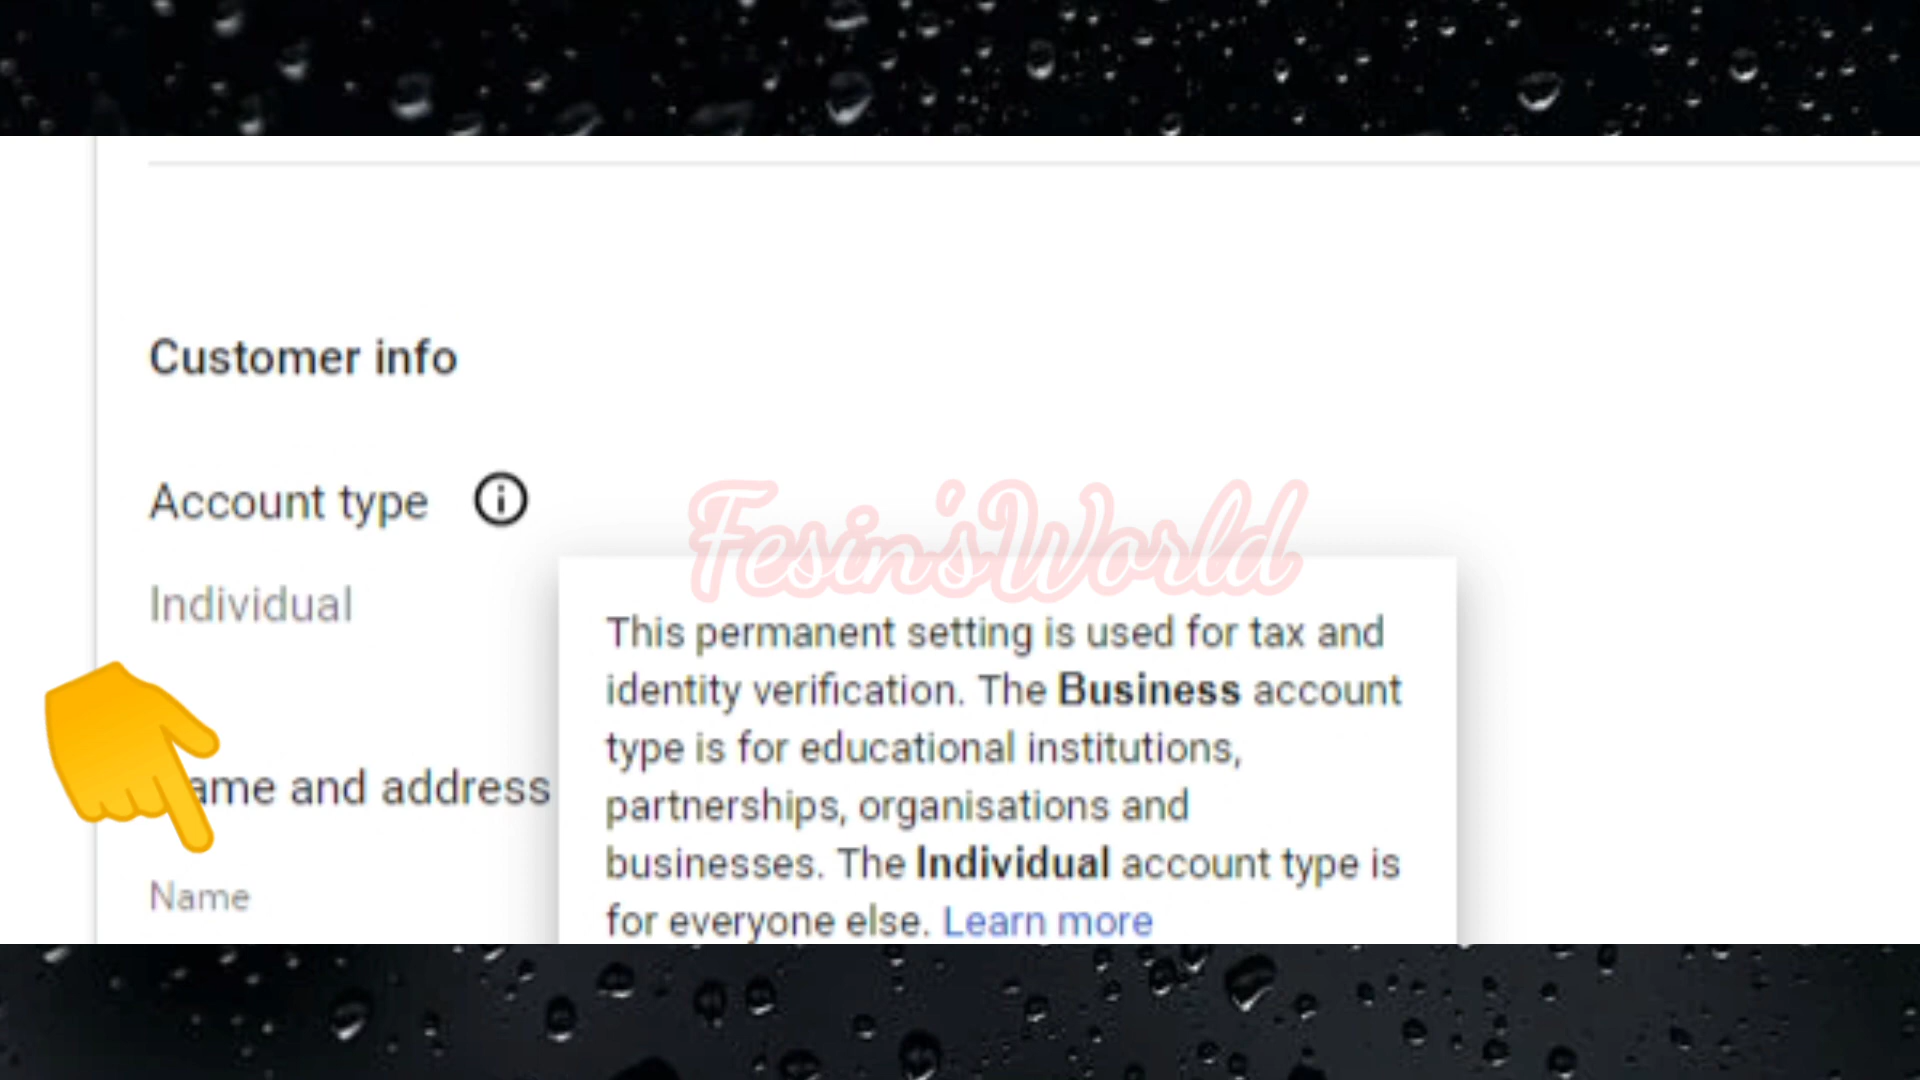 Customer info
Account type
FesinsWorld
Individual
This permanent setting is used for tax and
identity verification. The Business account
type is for educational institutions,
partnerships, organisations and
businesses. The Individual account type is
for everyone else. Learn more
ame and address
Name